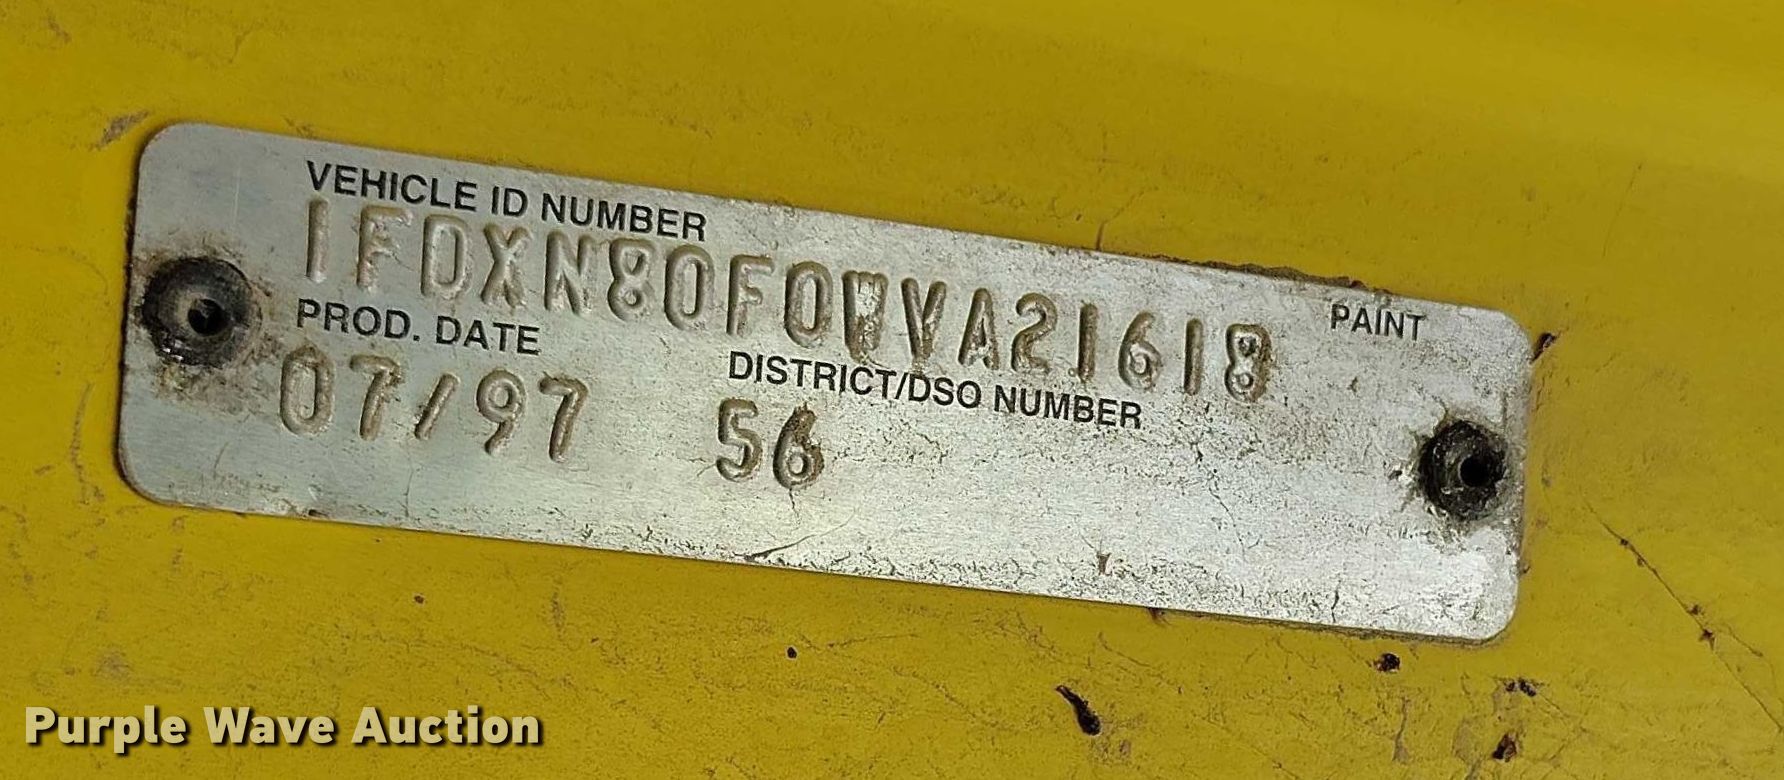 VEHICLE ID NUMBER
1FDXN80F0WVA21618
PAINT
PROD. DATE
07/97
DISTRICT/DSO NUMBER
56
Purple Wave Auction